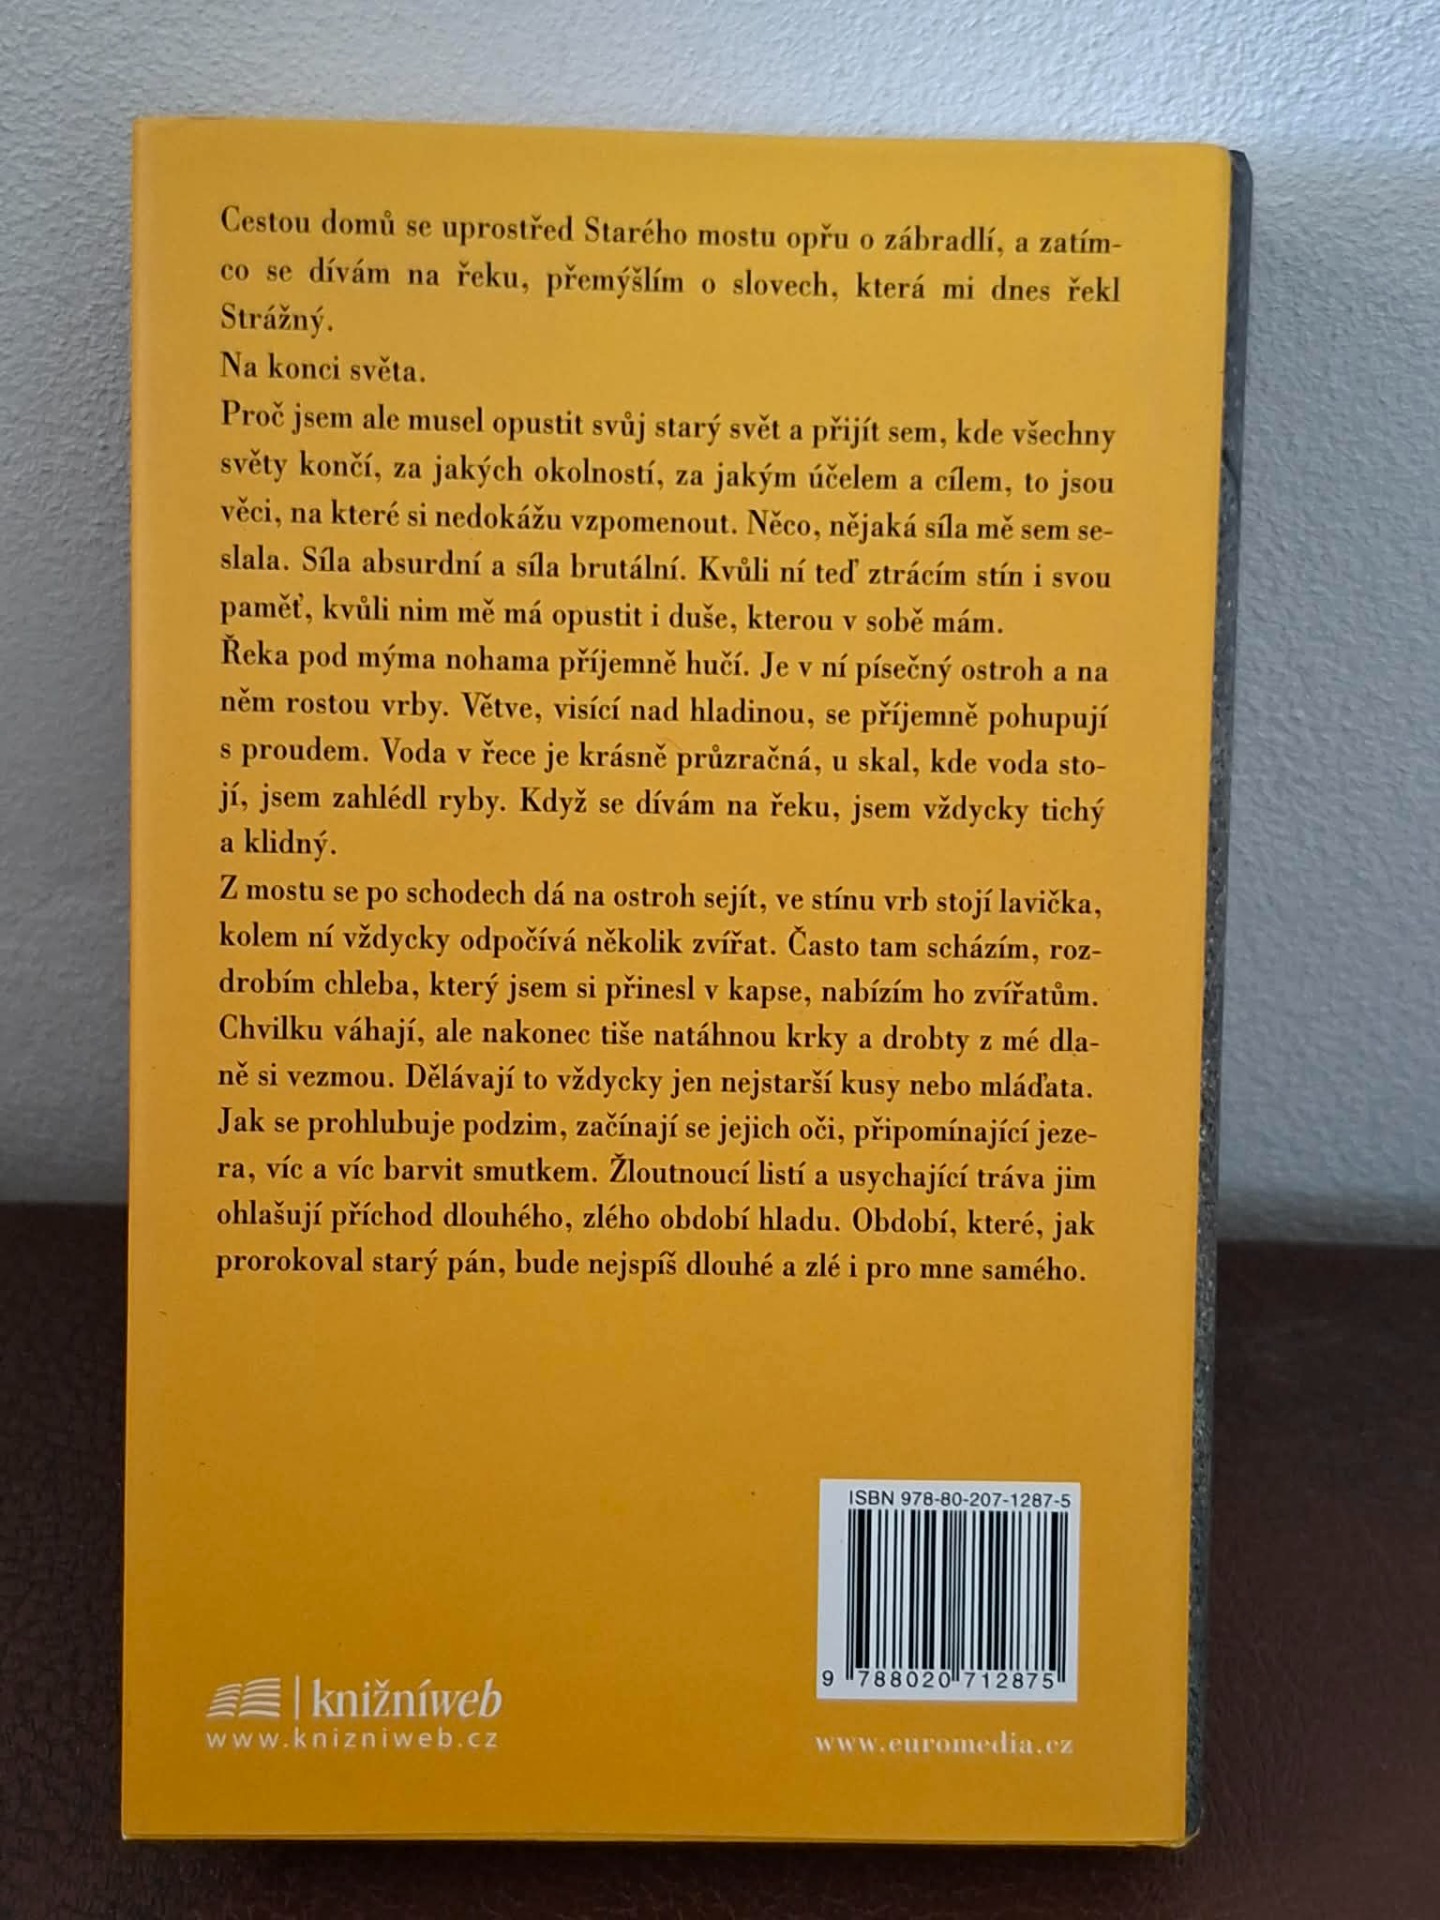 Cestou domů se uprostřed Starého mostu opřu o zábradlí, a zatím-
co se dívám na řeku, přemýšlím o slovech, která mi dnes řekl
Strážný.
Na konci světa.
Proč jsem ale musel opustit svůj starý svět a přijít sem, kde všechny
světy končí, za jakých okolností, za jakým účelem a cílem, to jsou
věci, na které si nedokážu vzpomenout. Něco, nějaká síla mě sem se-
slala. Síla absurdní a síla brutální. Kvůli ní teď ztrácím stín i svou
paměť, kvůli nim mě má opustit i duše, kterou v sobě mám.
Řeka pod mýma nohama příjemně hučí. Je v ní písečný ostroh a na
něm rostou vrby. Větve, visící nad hladinou, se příjemně pohupují
s proudem. Voda v řece je krásně průzračná, u skal, kde voda sto-
jí, jsem zahlédl ryby. Když se dívám na řeku, jsem vždycky tichý
a klidný.
Z mostu se po schodech dá na ostroh sejít, ve stínu vrb stojí lavička,
kolem ní vždycky odpočívá několik zvířat. Často tam scházím, roz-
drobím chleba, který jsem si přinesl v kapse, nabízím ho zvířatům.
Chvilku váhají, ale nakonec tiše natáhnou krky a drobty z mé dla-
ně si vezmou. Dělávají to vždycky jen nejstarší kusy nebo mláďata.
Jak se prohlubuje podzim, začínají se jejich oči, připomínající jeze-
ra, víc a víc barvit smutkem. Žloutnoucí listí a usychající tráva jim
ohlašují příchod dlouhého, zlého období hladu. Období, které, jak
prorokoval starý pán, bude nejspíš dlouhé a zlé i pro mne samého.
ISBN 978-80-207-1287-5
9 788020 712875
knižníweb
www.knizniweb.cz
www.euromedia.cz